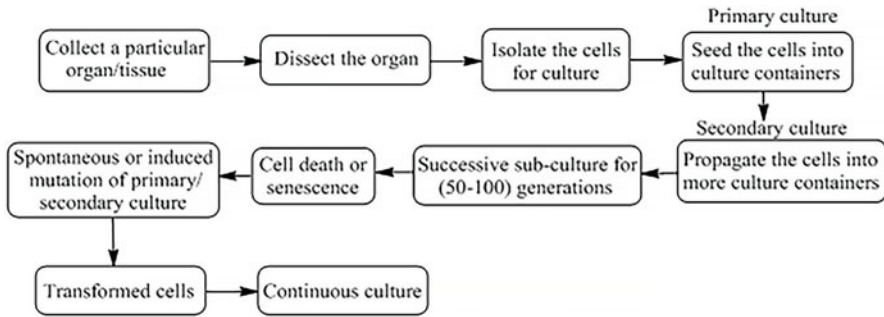 Primary culture
Collect a particular
organ/tissue
Dissect the organ
Isolate the cells
for culture
Seed the cells into
culture containers
Secondary culture
Propagate the cells into
more culture containers
Successive sub-culture for
(50-100) generations
Cell death or
senescence
Spontaneous or induced
mutation of primary/
secondary culture
Transformed cells
Continuous culture